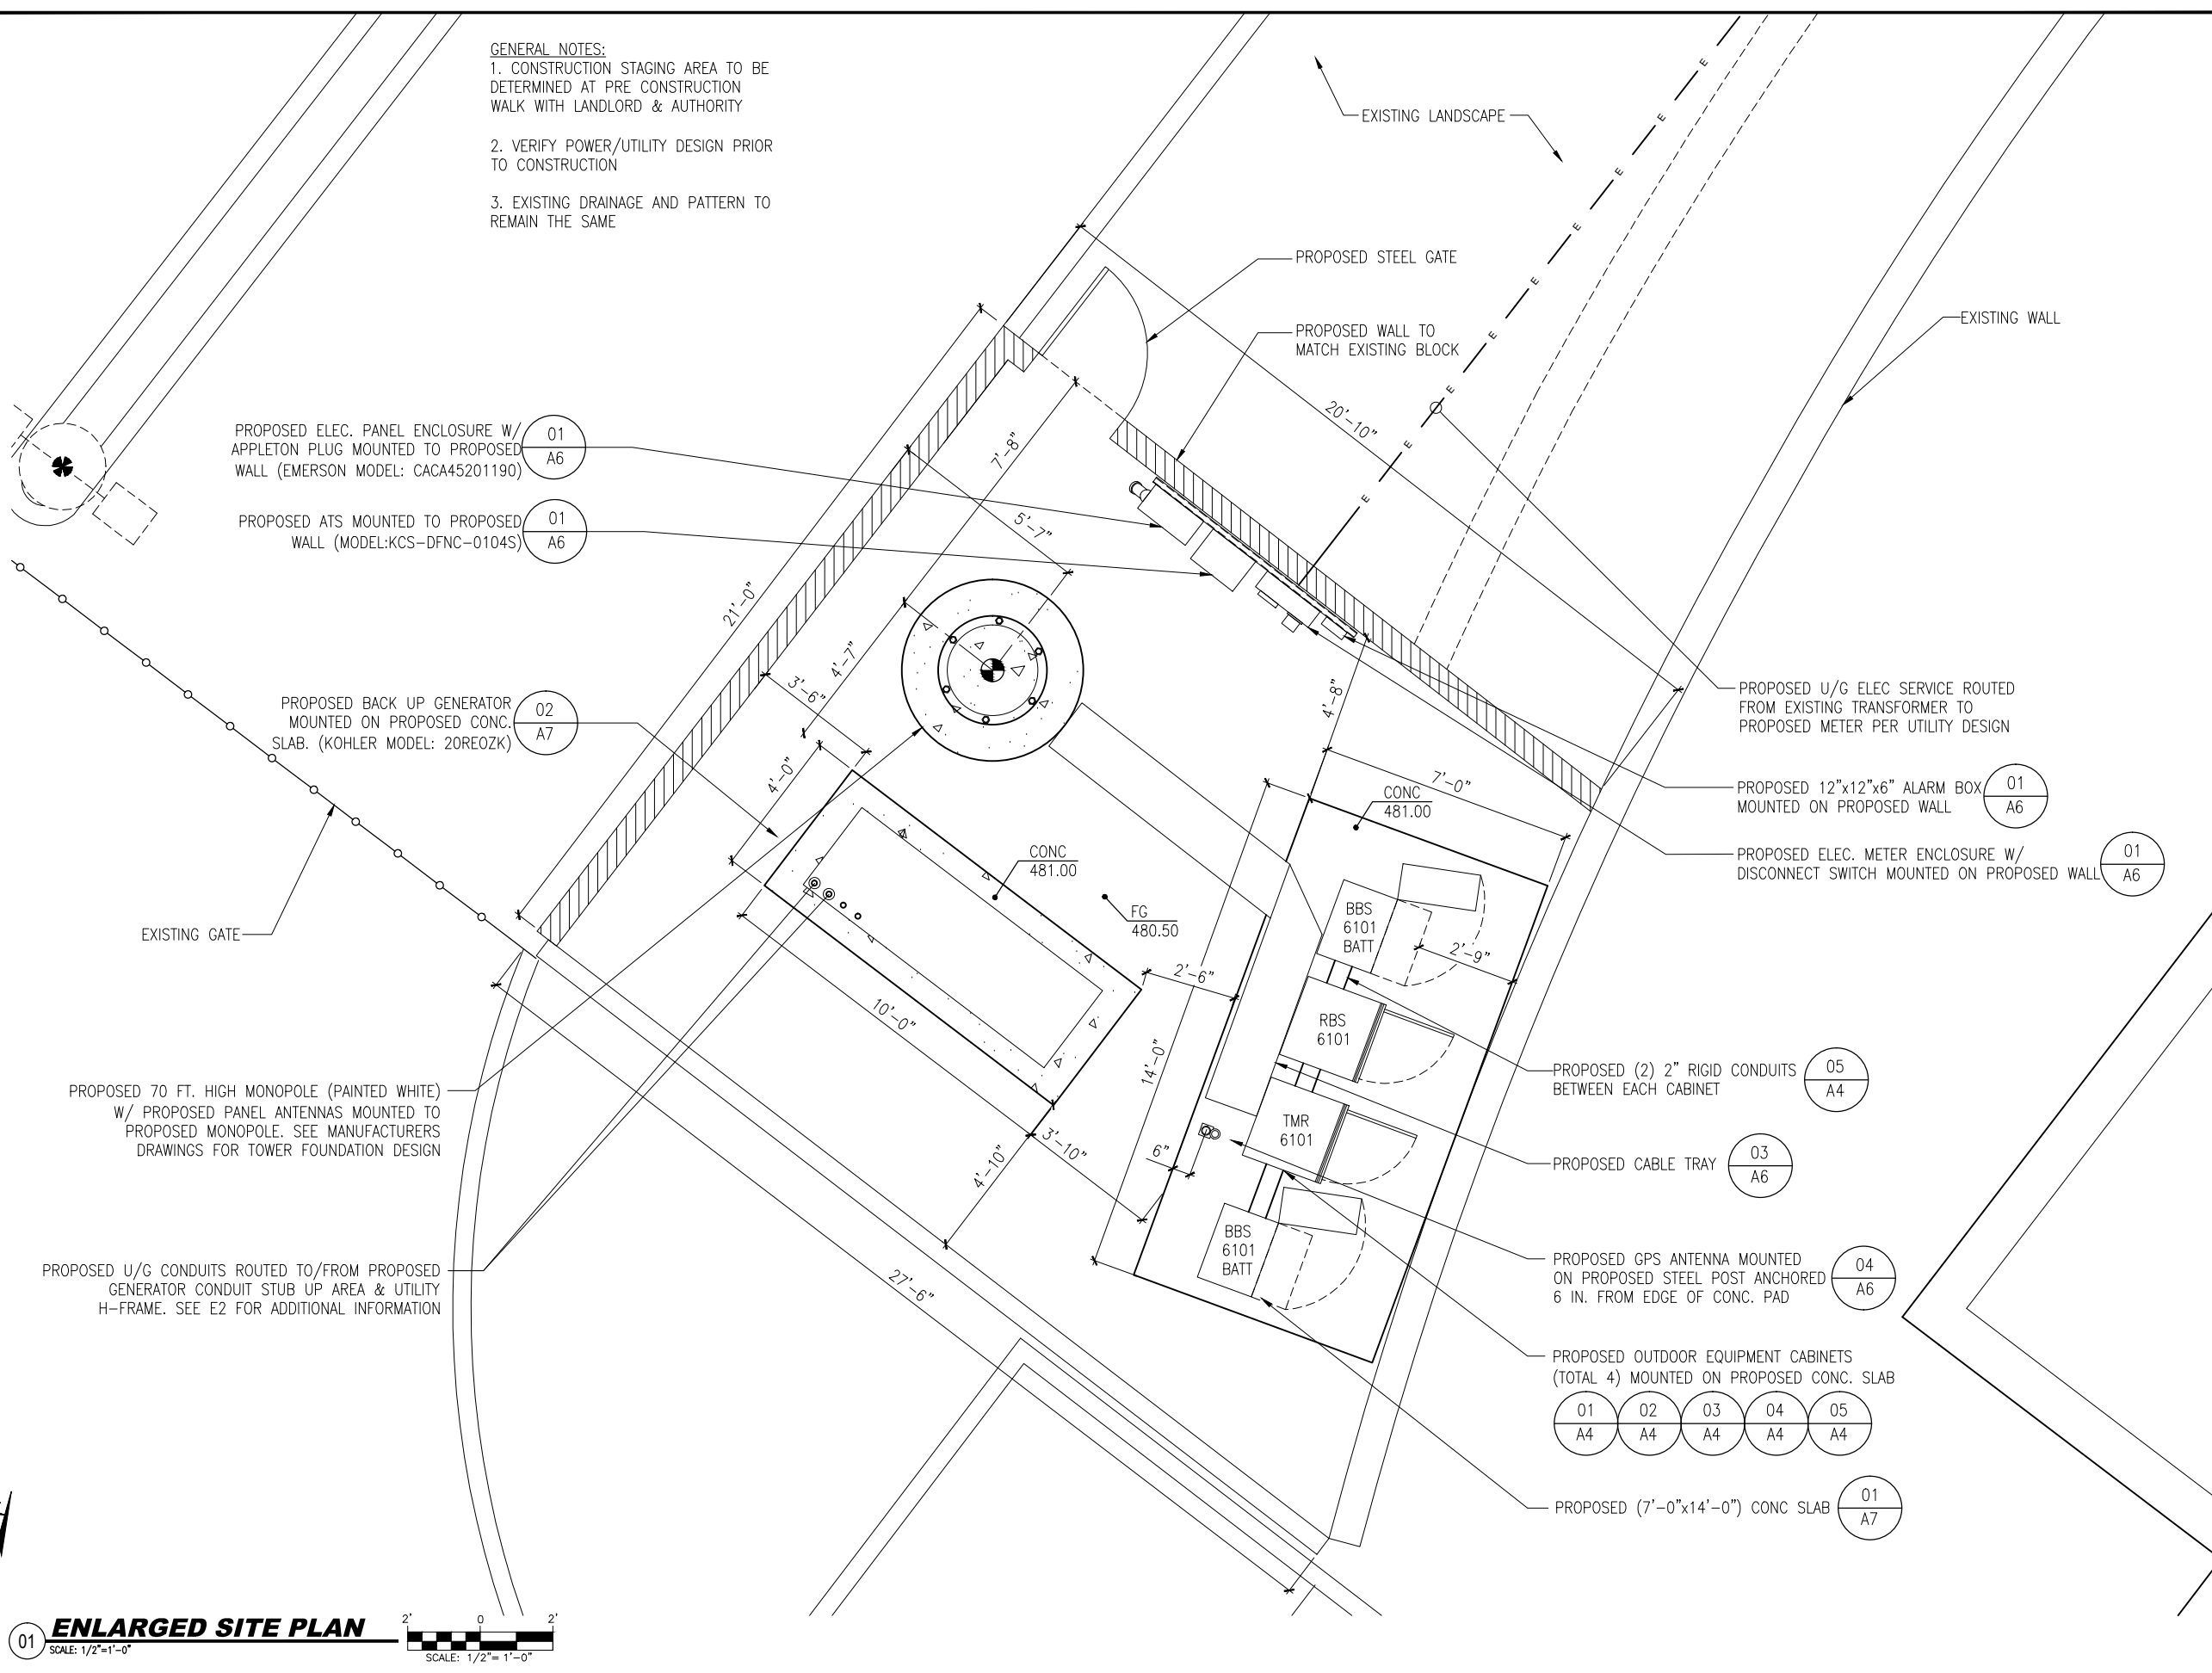 GENERAL NOTES:
1. CONSTRUCTION STAGING AREA TO BE
DETERMINED AT PRE CONSTRUCTION
WALK WITH LANDLORD & AUTHORITY
2. VERIFY POWER/UTILITY DESIGN PRIOR
TO CONSTRUCTION
3. EXISTING DRAINAGE AND PATTERN TO
REMAIN THE SAME
EXISTING LANDSCAPE
PROPOSED STEEL GATE
PROPOSED WALL TO
MATCH EXISTING BLOCK
EXISTING WALL
E
E
E
E
E
E
E
E
E
20'-10"
7'-8"
5'-7"
21'-0"
4'-7"
3'-6"
4'-0"
4'-8"
7'-0"
PROPOSED ELEC. PANEL ENCLOSURE W/
APPLETON PLUG MOUNTED TO PROPOSED
WALL (EMERSON MODEL: CACA45201190)
01
A6
PROPOSED ATS MOUNTED TO PROPOSED
WALL (MODEL:KCS-DFNC-0104S)
01
A6
PROPOSED BACK UP GENERATOR
MOUNTED ON PROPOSED CONC.
SLAB. (KOHLER MODEL: 20REOZK)
02
A7
EXISTING GATE
PROPOSED 70 FT. HIGH MONOPOLE (PAINTED WHITE)
W/ PROPOSED PANEL ANTENNAS MOUNTED TO
PROPOSED MONOPOLE. SEE MANUFACTURERS
DRAWINGS FOR TOWER FOUNDATION DESIGN
PROPOSED U/G CONDUITS ROUTED TO/FROM PROPOSED
GENERATOR CONDUIT STUB UP AREA & UTILITY
H-FRAME. SEE E2 FOR ADDITIONAL INFORMATION
CONC
481.00
CONC
481.00
FG
480.50
BBS
6101
BATT
2'-9"
RBS
6101
TMR
6101
BBS
6101
BATT
2'-6"
10'-0"
14'-0"
3'-10"
6"
4'-10"
27'-6"
PROPOSED U/G ELEC SERVICE ROUTED
FROM EXISTING TRANSFORMER TO
PROPOSED METER PER UTILITY DESIGN
PROPOSED 12"x12"x6" ALARM BOX
MOUNTED ON PROPOSED WALL
01
A6
PROPOSED ELEC. METER ENCLOSURE W/
DISCONNECT SWITCH MOUNTED ON PROPOSED WALL
01
A6
PROPOSED (2) 2" RIGID CONDUITS
BETWEEN EACH CABINET
05
A4
PROPOSED CABLE TRAY
03
A6
PROPOSED GPS ANTENNA MOUNTED
ON PROPOSED STEEL POST ANCHORED
6 IN. FROM EDGE OF CONC. PAD
04
A6
PROPOSED OUTDOOR EQUIPMENT CABINETS
(TOTAL 4) MOUNTED ON PROPOSED CONC. SLAB
01 02 03 04 05
A4 A4 A4 A4 A4
PROPOSED (7'-0"x14'-0") CONC SLAB
01
A7
01 ENLARGED SITE PLAN
SCALE: 1/2"=1'-0"
2' 0 2'
SCALE: 1/2"= 1'-0"